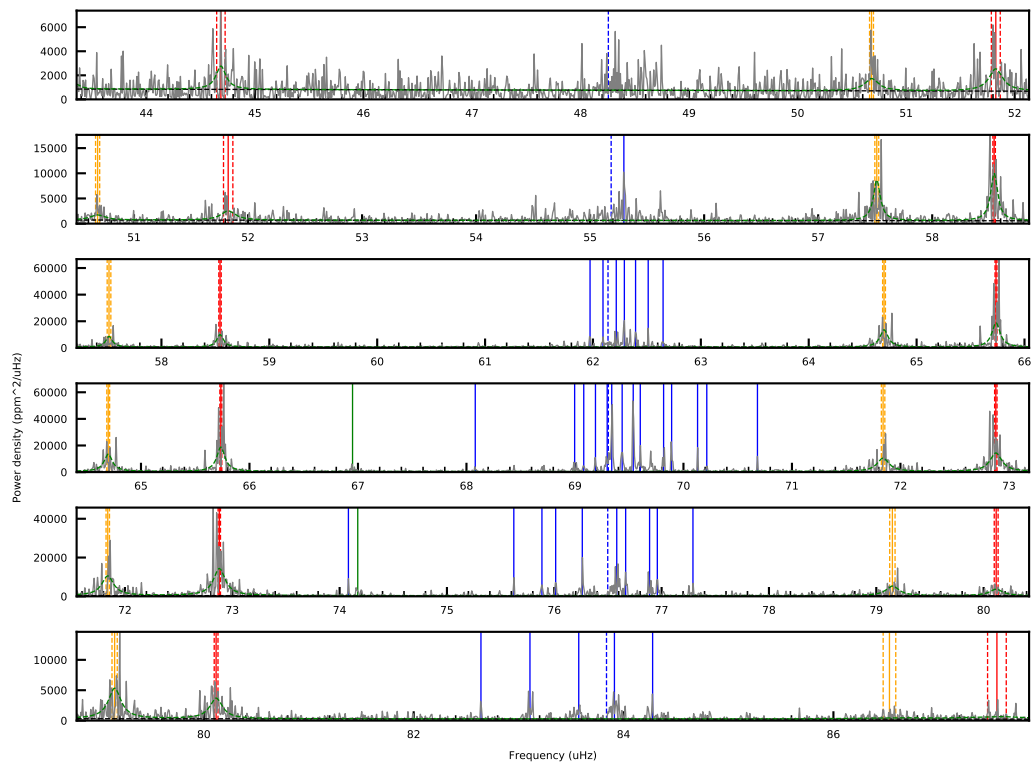 6000
4000
2000
0
44 45 46 47 48 49 50 51 52
15000
10000
5000
0
51 52 53 54 55 56 57 58
60000
40000
20000
0
58 59 60 61 62 63 64 65 66
Power density (ppm^2/uHz)
60000
40000
20000
0
65 66 67 68 69 70 71 72 73
40000
20000
0
72 73 74 75 76 77 78 79 80
10000
5000
0
80 82 84 86
Frequency (uHz)